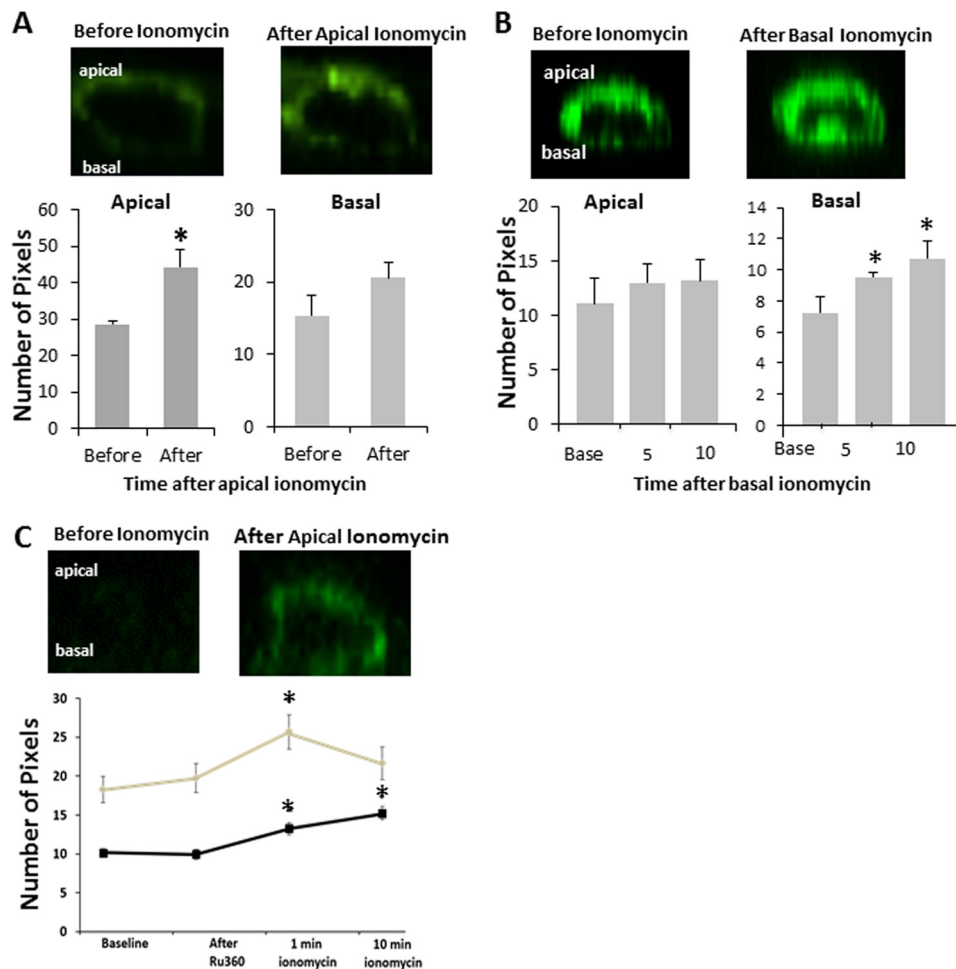 A
Before Ionomycin
After Apical Ionomycin
apical
basal
Number of Pixels
Apical
60
50
40
30
20
10
0
*
Before
After
Basal
30
20
10
0
Before
After
Time after apical ionomycin
B
Before Ionomycin
After Basal Ionomycin
apical
basal
Number of Pixels
Apical
20
15
10
5
0
Base
5
10
Basal
14
12
10
8
6
4
2
0
*
*
Base
5
10
Time after basal ionomycin
C
Before Ionomycin
After Apical Ionomycin
apical
basal
Number of Pixels
30
25
20
15
10
5
0
*
*
*
Baseline
After
Ru360
1 min
ionomycin
10 min
ionomycin